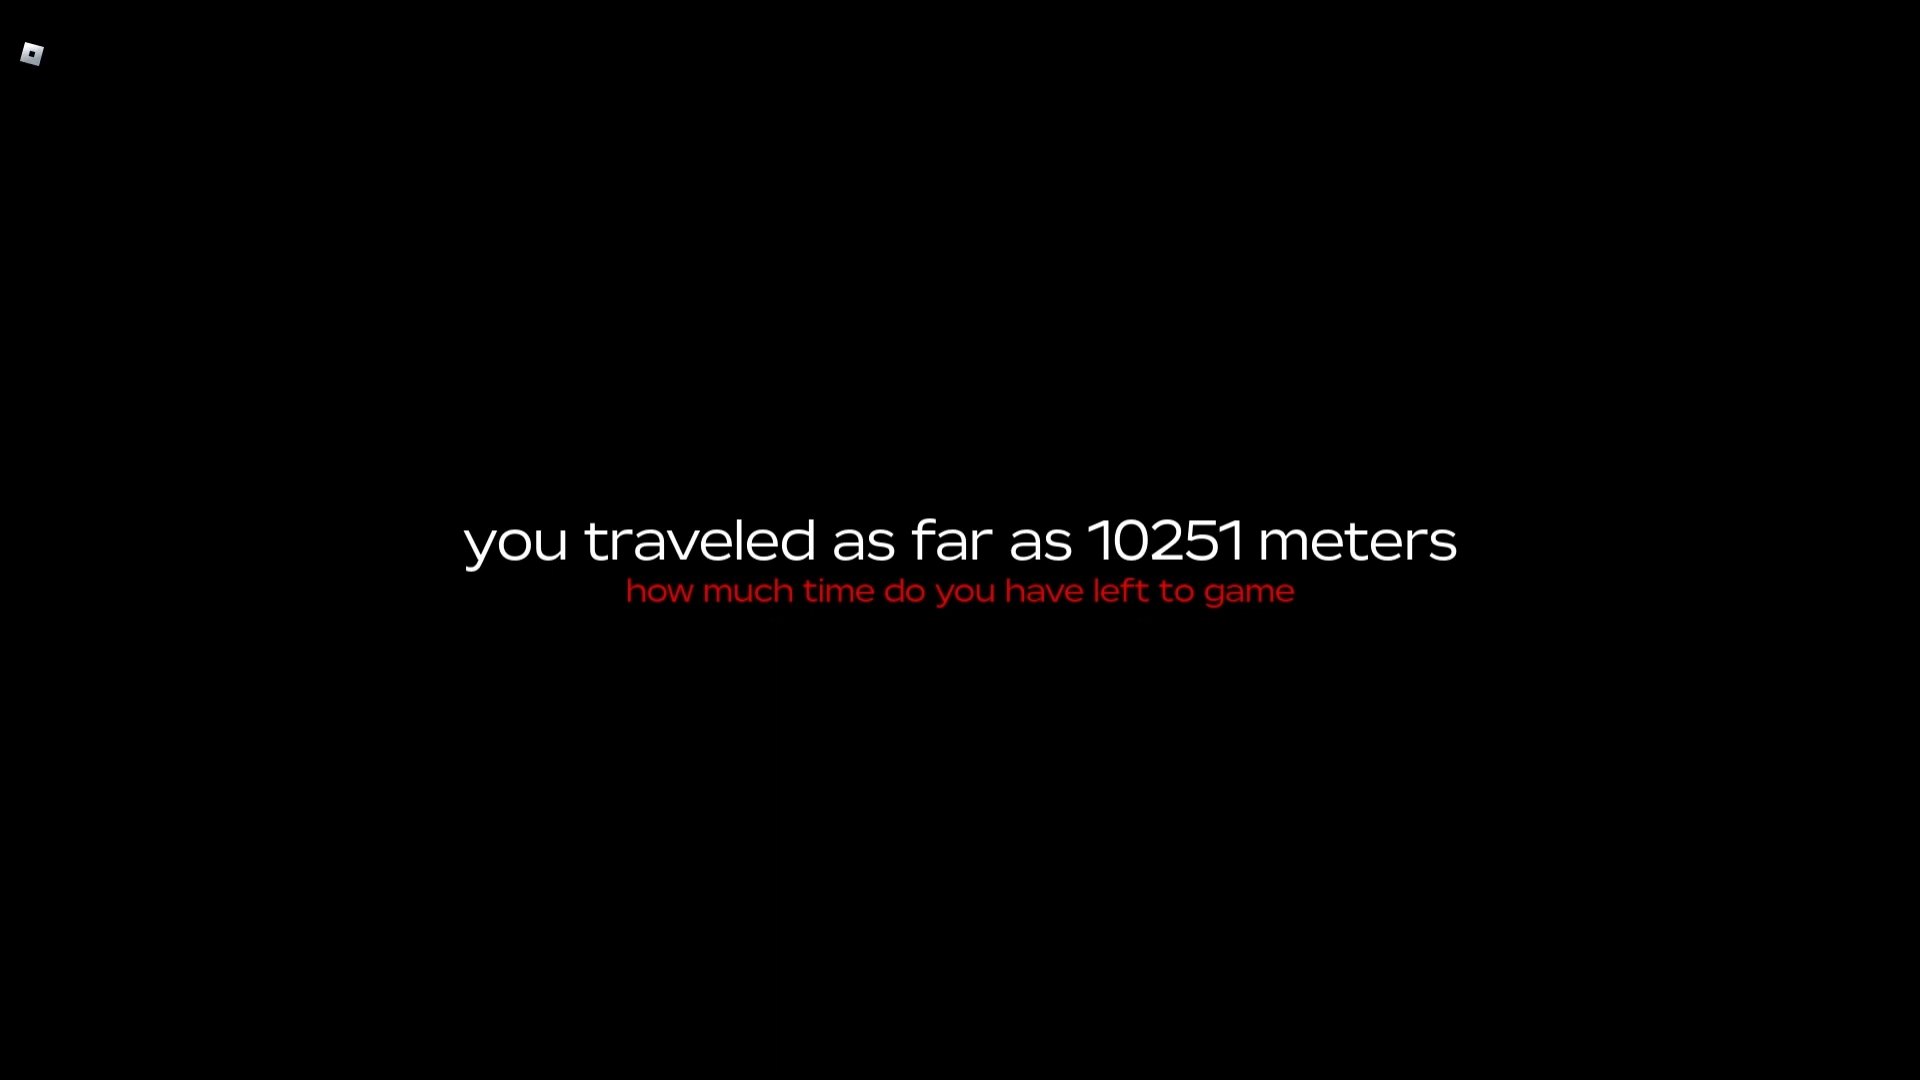 you traveled as far as 10251 meters
how much time do you have left to game